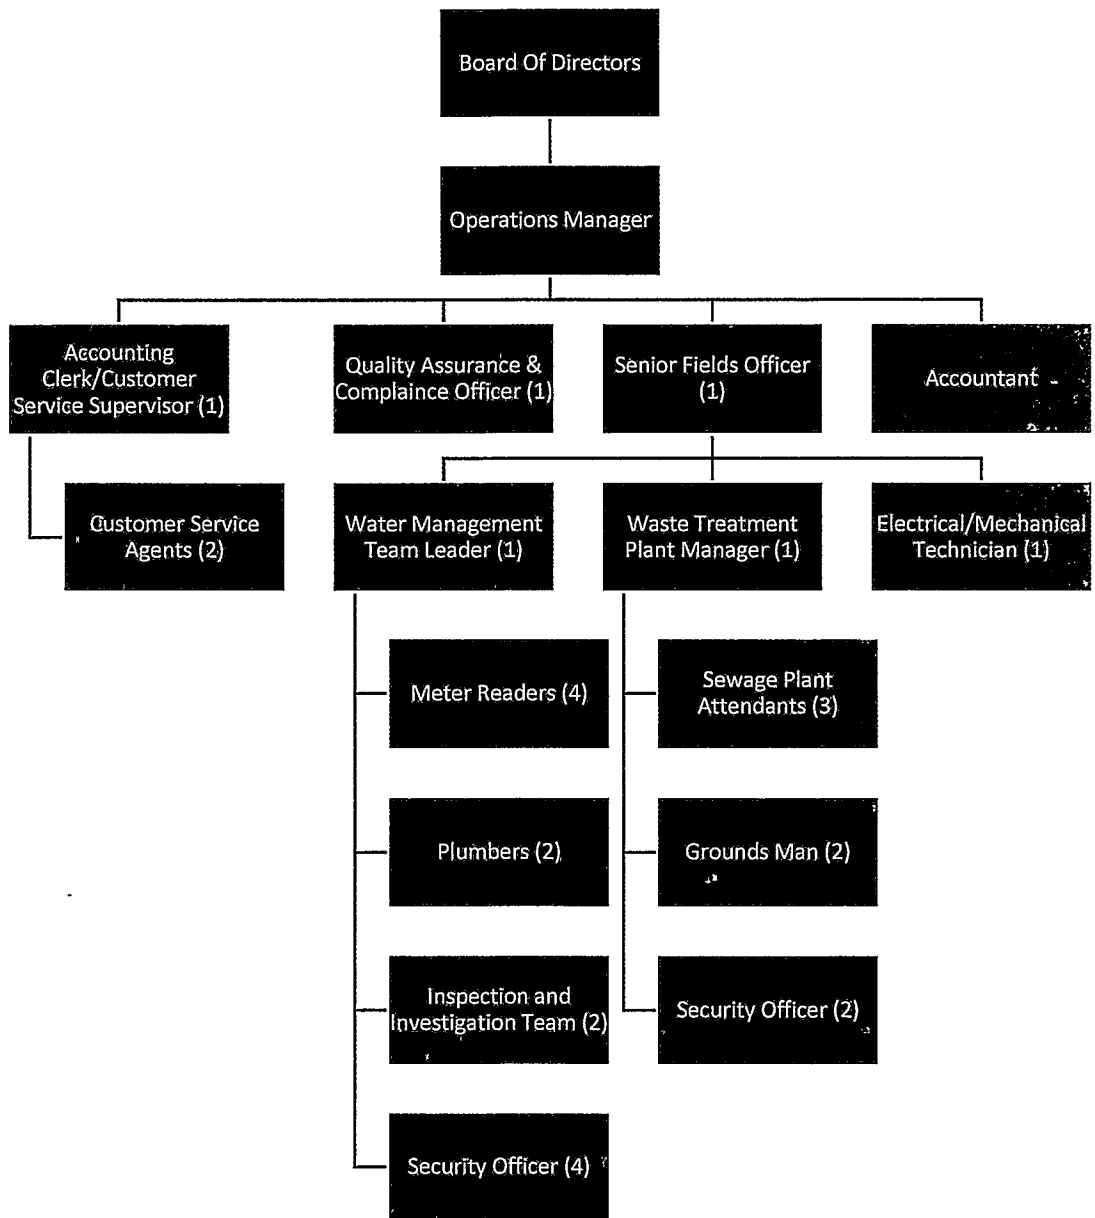 Board Of Directors
Operations Manager
Accounting
Clerk/Customer
Service Supervisor (1)
Quality Assurance &
Complaince Officer (1)
Senior Fields Officer
(1)
Accountant
Customer Service
Agents (2)
Water Management
Team Leader (1)
Waste Treatment
Plant Manager (1)
Electrical/Mechanical
Technician (1)
Meter Readers (4)
Sewage Plant
Attendants (3)
Plumbers (2)
Grounds Man (2)
Inspection and
Investigation Team (2)
Security Officer (2)
Security Officer (4)